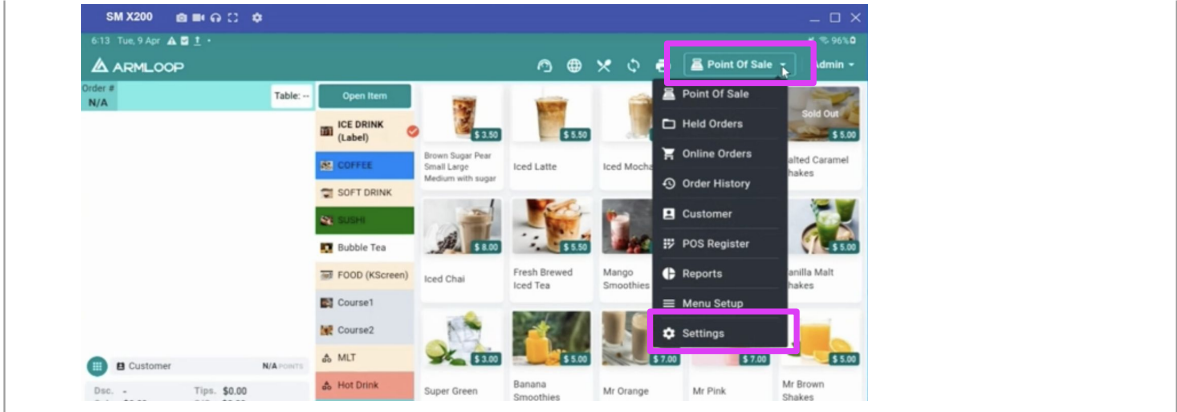 SM X200
6:13 Tue, 9 Apr
96%
ARMLOOP
Point Of Sale
Admin
Order #
N/A
Table: --
Open Item
ICE DRINK
(Label)
COFFEE
SOFT DRINK
SUSHI
Bubble Tea
FOOD (KScreen)
Course1
Course2
MLT
Hot Drink
$ 3.50
Brown Sugar Pear
Small Large
Medium with sugar
$ 5.50
Iced Latte
Iced Mocha
Sold Out
$ 5.00
alted Caramel
hakes
$ 8.00
Iced Chai
$ 5.50
Fresh Brewed
Iced Tea
Mango
Smoothies
$ 5.00
anilla Malt
hakes
$ 3.00
Super Green
$ 5.00
Banana
Smoothies
$ 7.00
Mr Orange
$ 7.00
Mr Pink
$ 5.00
Mr Brown
Shakes
Point Of Sale
Held Orders
Online Orders
Order History
Customer
POS Register
Reports
Menu Setup
Settings
Customer
N/A POINTS
Dsc. -
Tips. $0.00